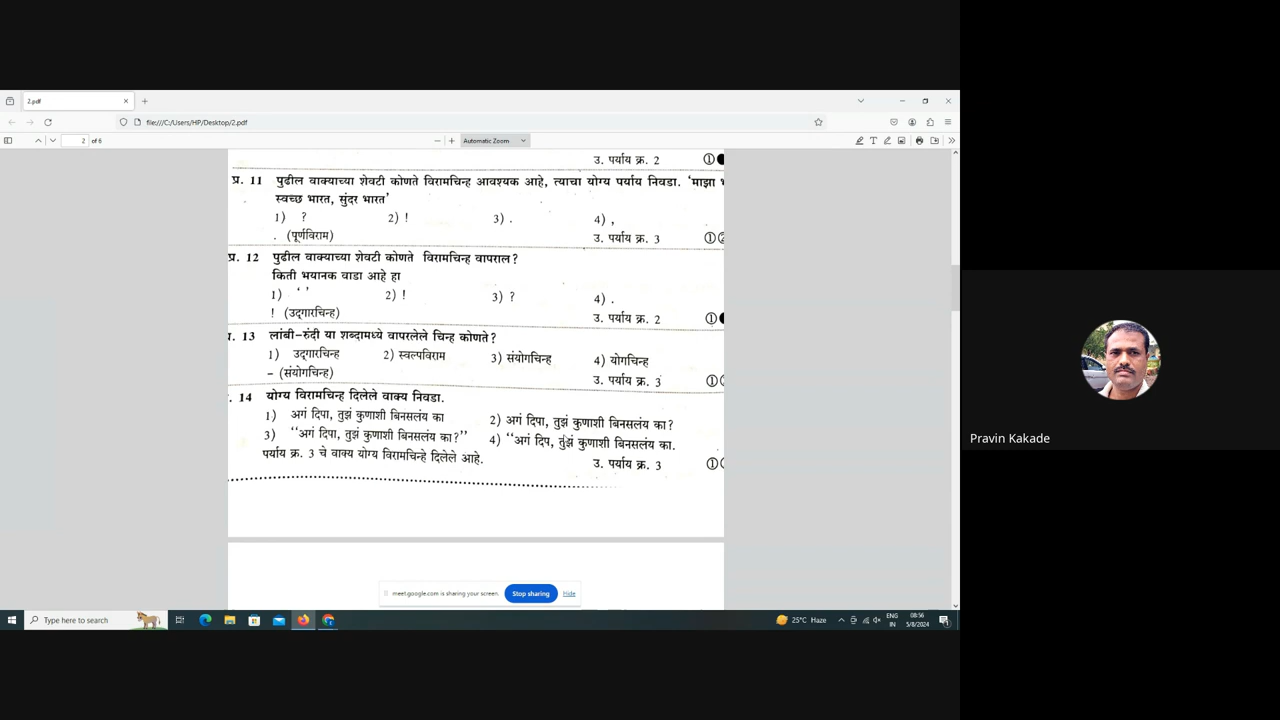 2.pdf
file:///C:/Users/HP/Desktop/2.pdf
2 of 6
Automatic Zoom
उ. पर्याय क्र. 2 ①
प्र. 11 पुढील वाक्याच्या शेवटी कोणते विरामचिन्ह आवश्यक आहे, त्याचा योग्य पर्याय निवडा. 'माझा
स्वच्छ भारत, सुंदर भारत'
1) ? 2) ! 3) . 4) ,
. (पूर्णविराम) उ. पर्याय क्र. 3 ①②
प्र. 12 पुढील वाक्याच्या शेवटी कोणते विरामचिन्ह वापराल?
किती भयानक वाडा आहे हा
1) ‘ ’ 2) ! 3) ? 4) .
! (उद्गारचिन्ह) उ. पर्याय क्र. 2 ①
प्र. 13 लांबी-रुंदी या शब्दामध्ये वापरलेले चिन्ह कोणते?
1) उद्गारचिन्ह 2) स्वल्पविराम 3) संयोगचिन्ह 4) योगचिन्ह
- (संयोगचिन्ह) उ. पर्याय क्र. 3 ①
. 14 योग्य विरामचिन्ह दिलेले वाक्य निवडा.
1) अगं दिपा, तुझं कुणाशी बिनसलंय का 2) अगं दिपा, तुझं कुणाशी बिनसलंय का?
3) “अगं दिपा, तुझं कुणाशी बिनसलंय का?” 4) “अगं दिप, तुंझं कुणाशी बिनसलंय का.
पर्याय क्र. 3 चे वाक्य योग्य विरामचिन्हे दिलेले आहे. उ. पर्याय क्र. 3 ①
meet.google.com is sharing your screen. Stop sharing Hide
Type here to search
25°C Haze
ENG
IN
08:56
5/8/2024
Pravin Kakade